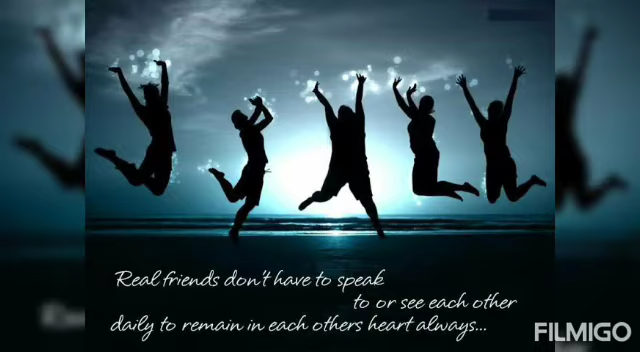 Real friends don't have to speak
to or see each other
daily to remain in each others heart always...
FILMIGO